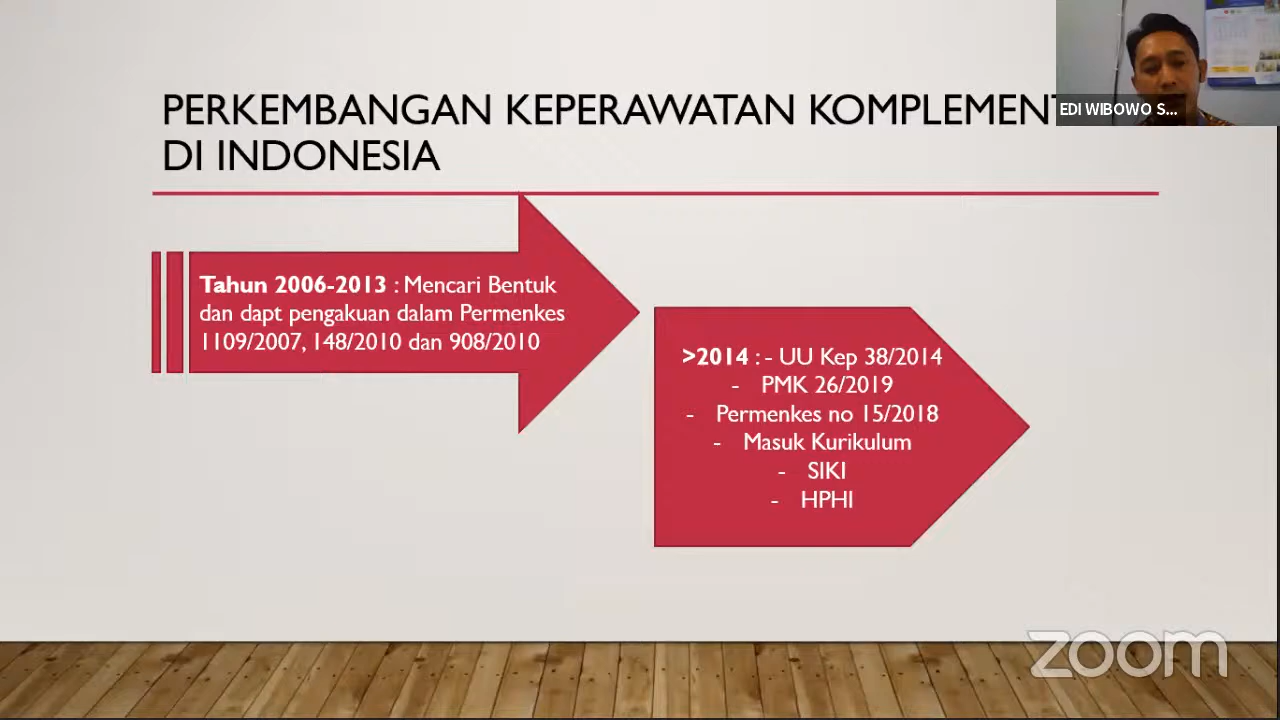 PERKEMBANGAN KEPERAWATAN KOMPLEMENT
DI INDONESIA
EDI WIBOWO S...
Tahun 2006-2013 : Mencari Bentuk
dan dapt pengakuan dalam Permenkes
1109/2007, 148/2010 dan 908/2010
>2014 : - UU Kep 38/2014
- PMK 26/2019
- Permenkes no 15/2018
- Masuk Kurikulum
- SIKI
- HPHI
zoom